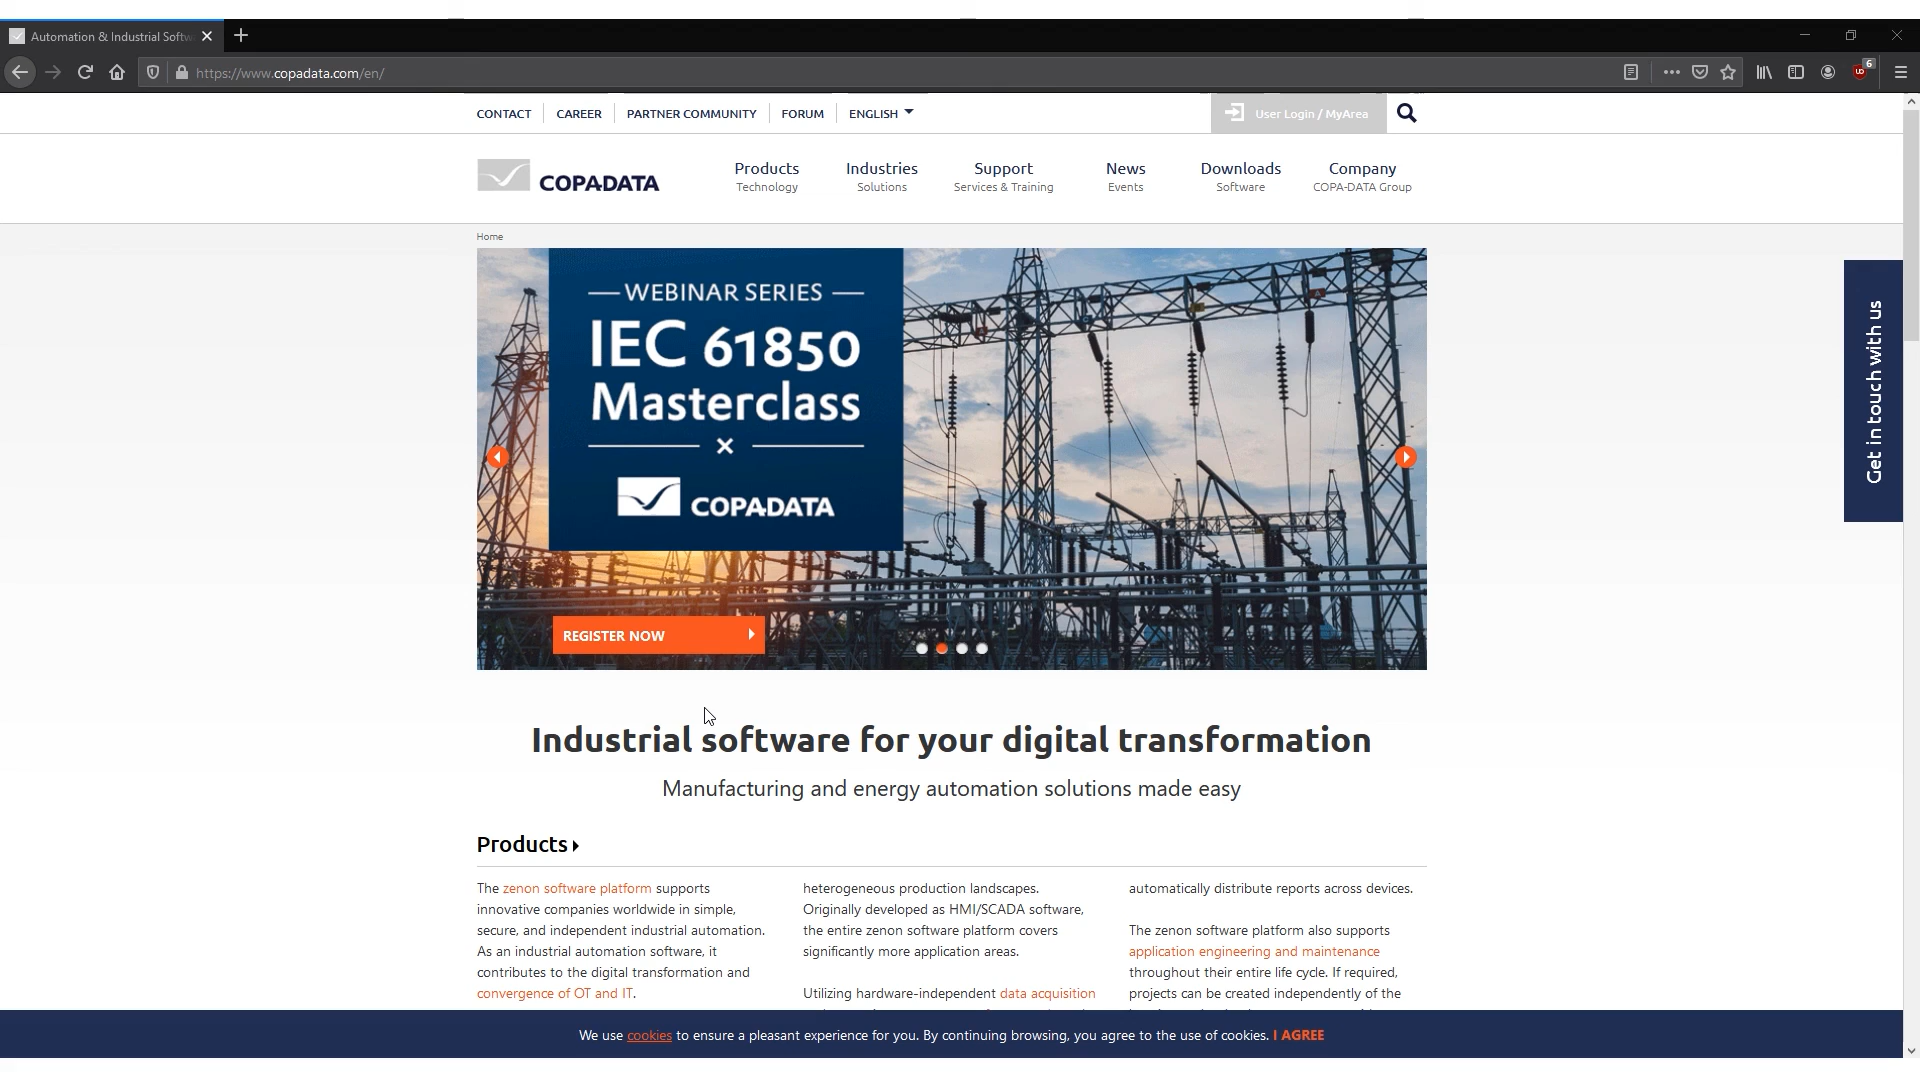 Automation & Industrial Softw
https://www.copadata.com/en/
6
CONTACT
CAREER
PARTNER COMMUNITY
FORUM
ENGLISH
User Login / MyArea
COPADATA
Products
Technology
Industries
Solutions
Support
Services & Training
News
Events
Downloads
Software
Company
COPA-DATA Group
Home
WEBINAR SERIES
IEC 61850
Masterclass
COPADATA
REGISTER NOW
Get in touch with us
Industrial software for your digital transformation
Manufacturing and energy automation solutions made easy
Products
The zenon software platform supports
innovative companies worldwide in simple,
secure, and independent industrial automation.
As an industrial automation software, it
contributes to the digital transformation and
convergence of OT and IT.
heterogeneous production landscapes.
Originally developed as HMI/SCADA software,
the entire zenon software platform covers
significantly more application areas.
Utilizing hardware-independent data acquisition
automatically distribute reports across devices.
The zenon software platform also supports
application engineering and maintenance
throughout their entire life cycle. If required,
projects can be created independently of the
We use cookies to ensure a pleasant experience for you. By continuing browsing, you agree to the use of cookies. I AGREE